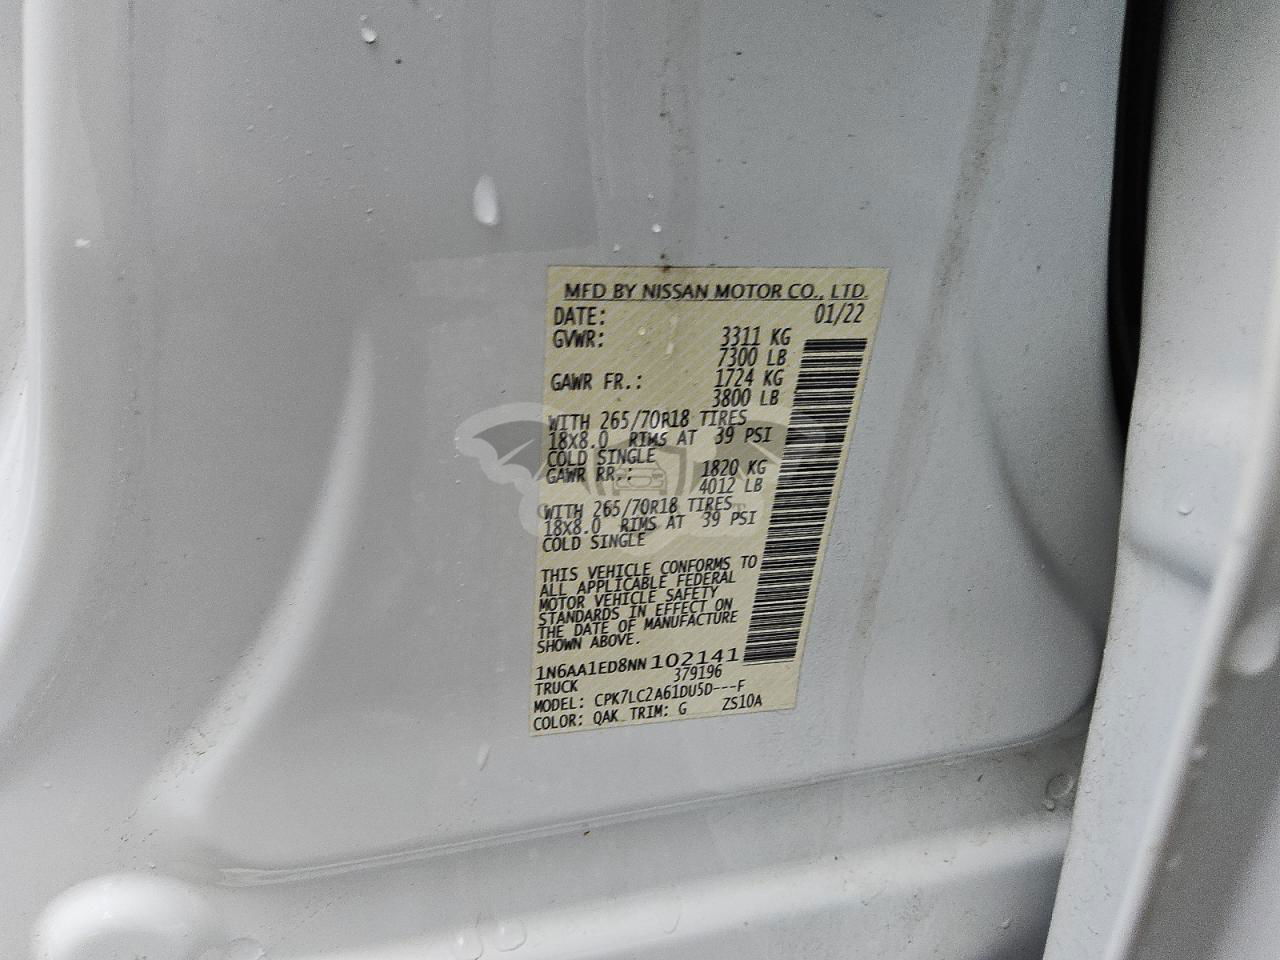 MFD BY NISSAN MOTOR CO., LTD.
DATE: 01/22
GVWR: 3311 KG
7300 LB
GAWR FR.: 1724 KG
3800 LB
WITH 265/70R18 TIRES
18X8.0 RIMS AT 39 PSI
COLD SINGLE
GAWR RR.: 1820 KG
4012 LB
WITH 265/70R18 TIRES
18X8.0 RIMS AT 39 PSI
COLD SINGLE
THIS VEHICLE CONFORMS TO
ALL APPLICABLE FEDERAL
MOTOR VEHICLE SAFETY
STANDARDS IN EFFECT ON
THE DATE OF MANUFACTURE
SHOWN ABOVE.
1N6AA1ED8NN102141
TRUCK 379196
MODEL: CPK7LC2A61DU5D---F
COLOR: QAK TRIM: G ZS10A